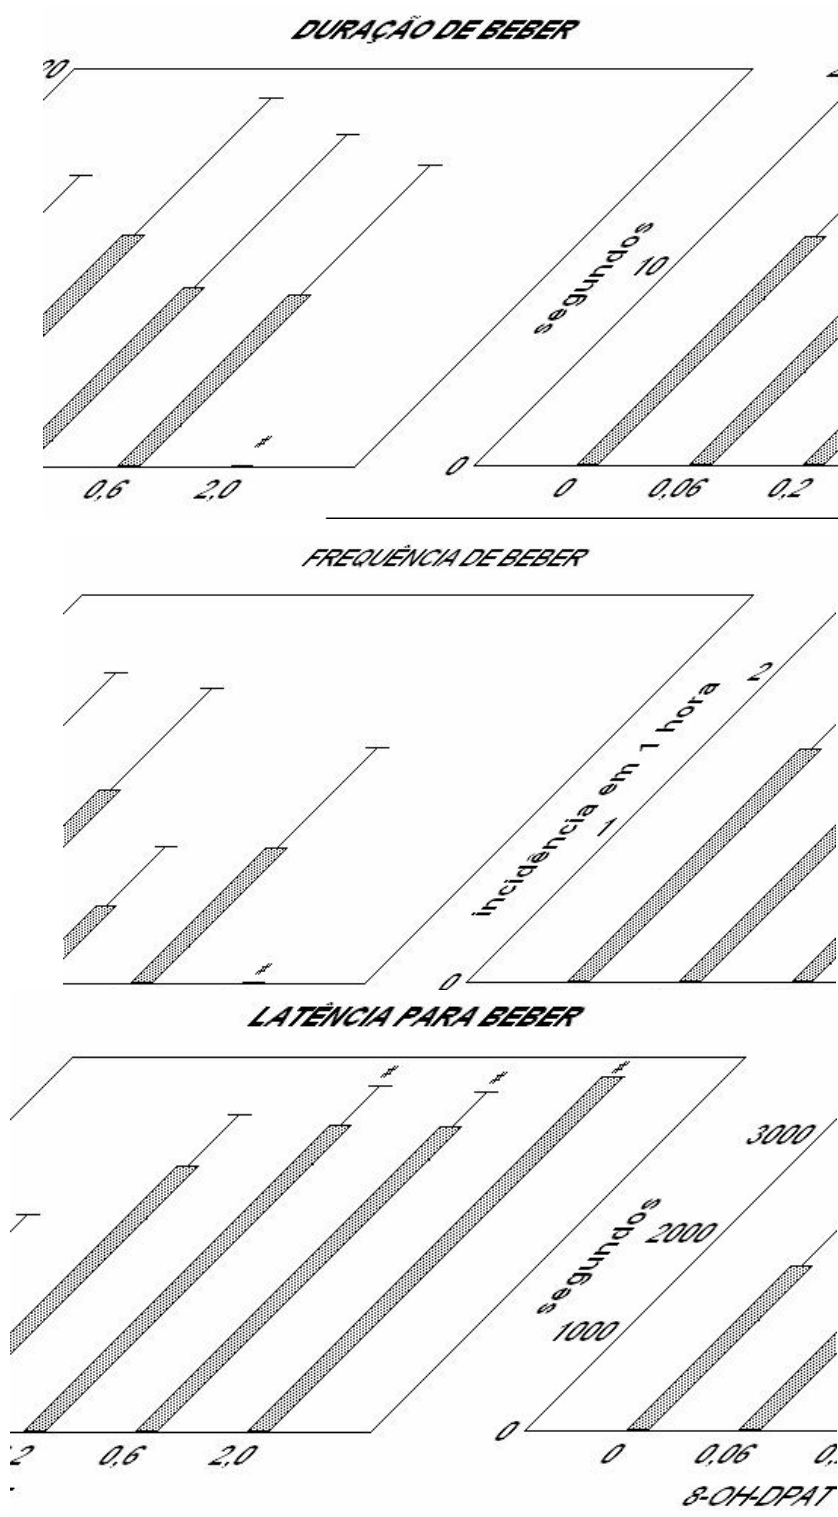 DURAÇÃO DE BEBER
segundos
10
0
0,6 2,0 0 0,06 0,2
FREQUÊNCIA DE BEBER
incidência em 1 hora
2
1
0
LATÊNCIA PARA BEBER
segundos
3000
2000
1000
0
0,6 2,0 0 0,06
8-OH-DPAT